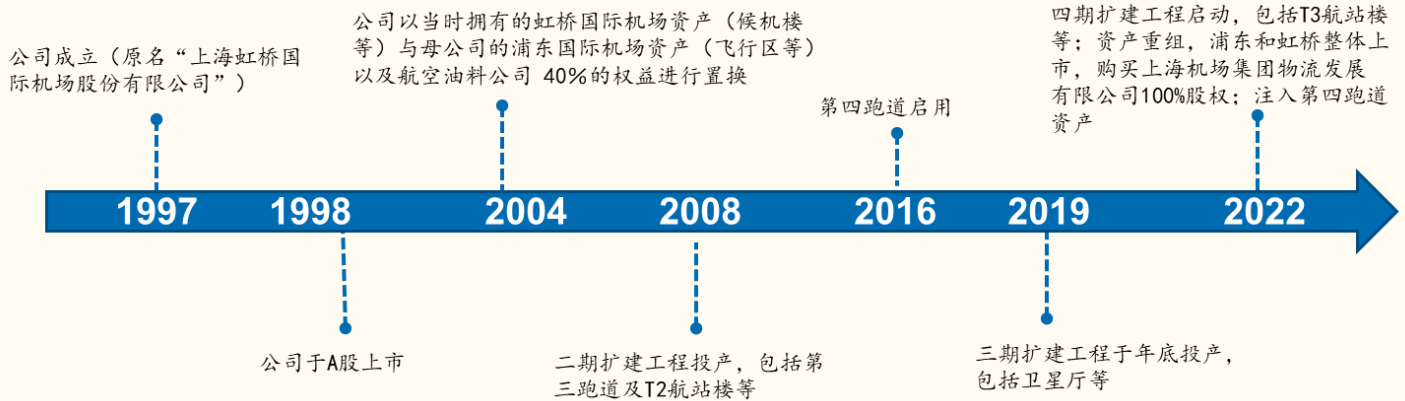 公司成立（原名“上海虹桥国
际机场股份有限公司”）
公司以当时拥有的虹桥国际机场资产（候机楼
等）与母公司的浦东国际机场资产（飞行区等）
以及航空油料公司 40%的权益进行置换
第四跑道启用
四期扩建工程启动，包括T3航站楼
等；资产重组，浦东和虹桥整体上
市，购买上海机场集团物流发展
有限公司100%股权；注入第四跑道
资产
1997 1998 2004 2008 2016 2019 2022
公司于A股上市
二期扩建工程投产，包括第
三跑道及T2航站楼等
三期扩建工程于年底投产，
包括卫星厅等